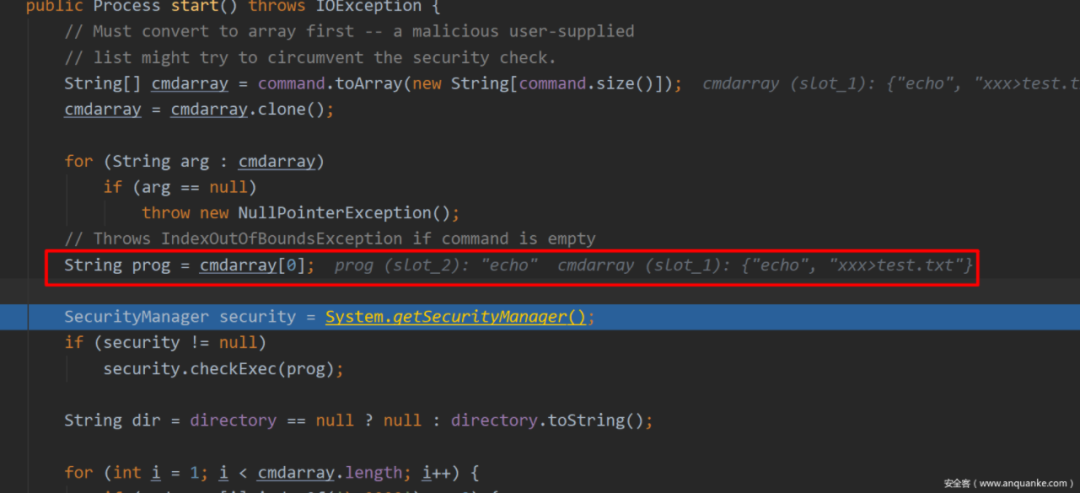 public Process start() throws IOException {
// Must convert to array first -- a malicious user-supplied
// list might try to circumvent the security check.
String[] cmdarray = command.toArray(new String[command.size()]); cmdarray (slot_1): {"echo", "xxx>test.t
cmdarray = cmdarray.clone();
for (String arg : cmdarray)
if (arg == null)
throw new NullPointerException();
// Throws IndexOutOfBoundsException if command is empty
String prog = cmdarray[0]; prog (slot_2): "echo" cmdarray (slot_1): {"echo", "xxx>test.txt"}
SecurityManager security = System.getSecurityManager();
if (security != null)
security.checkExec(prog);
String dir = directory == null ? null : directory.toString();
for (int i = 1; i < cmdarray.length; i++) {
安全客（www.anquanke.com）